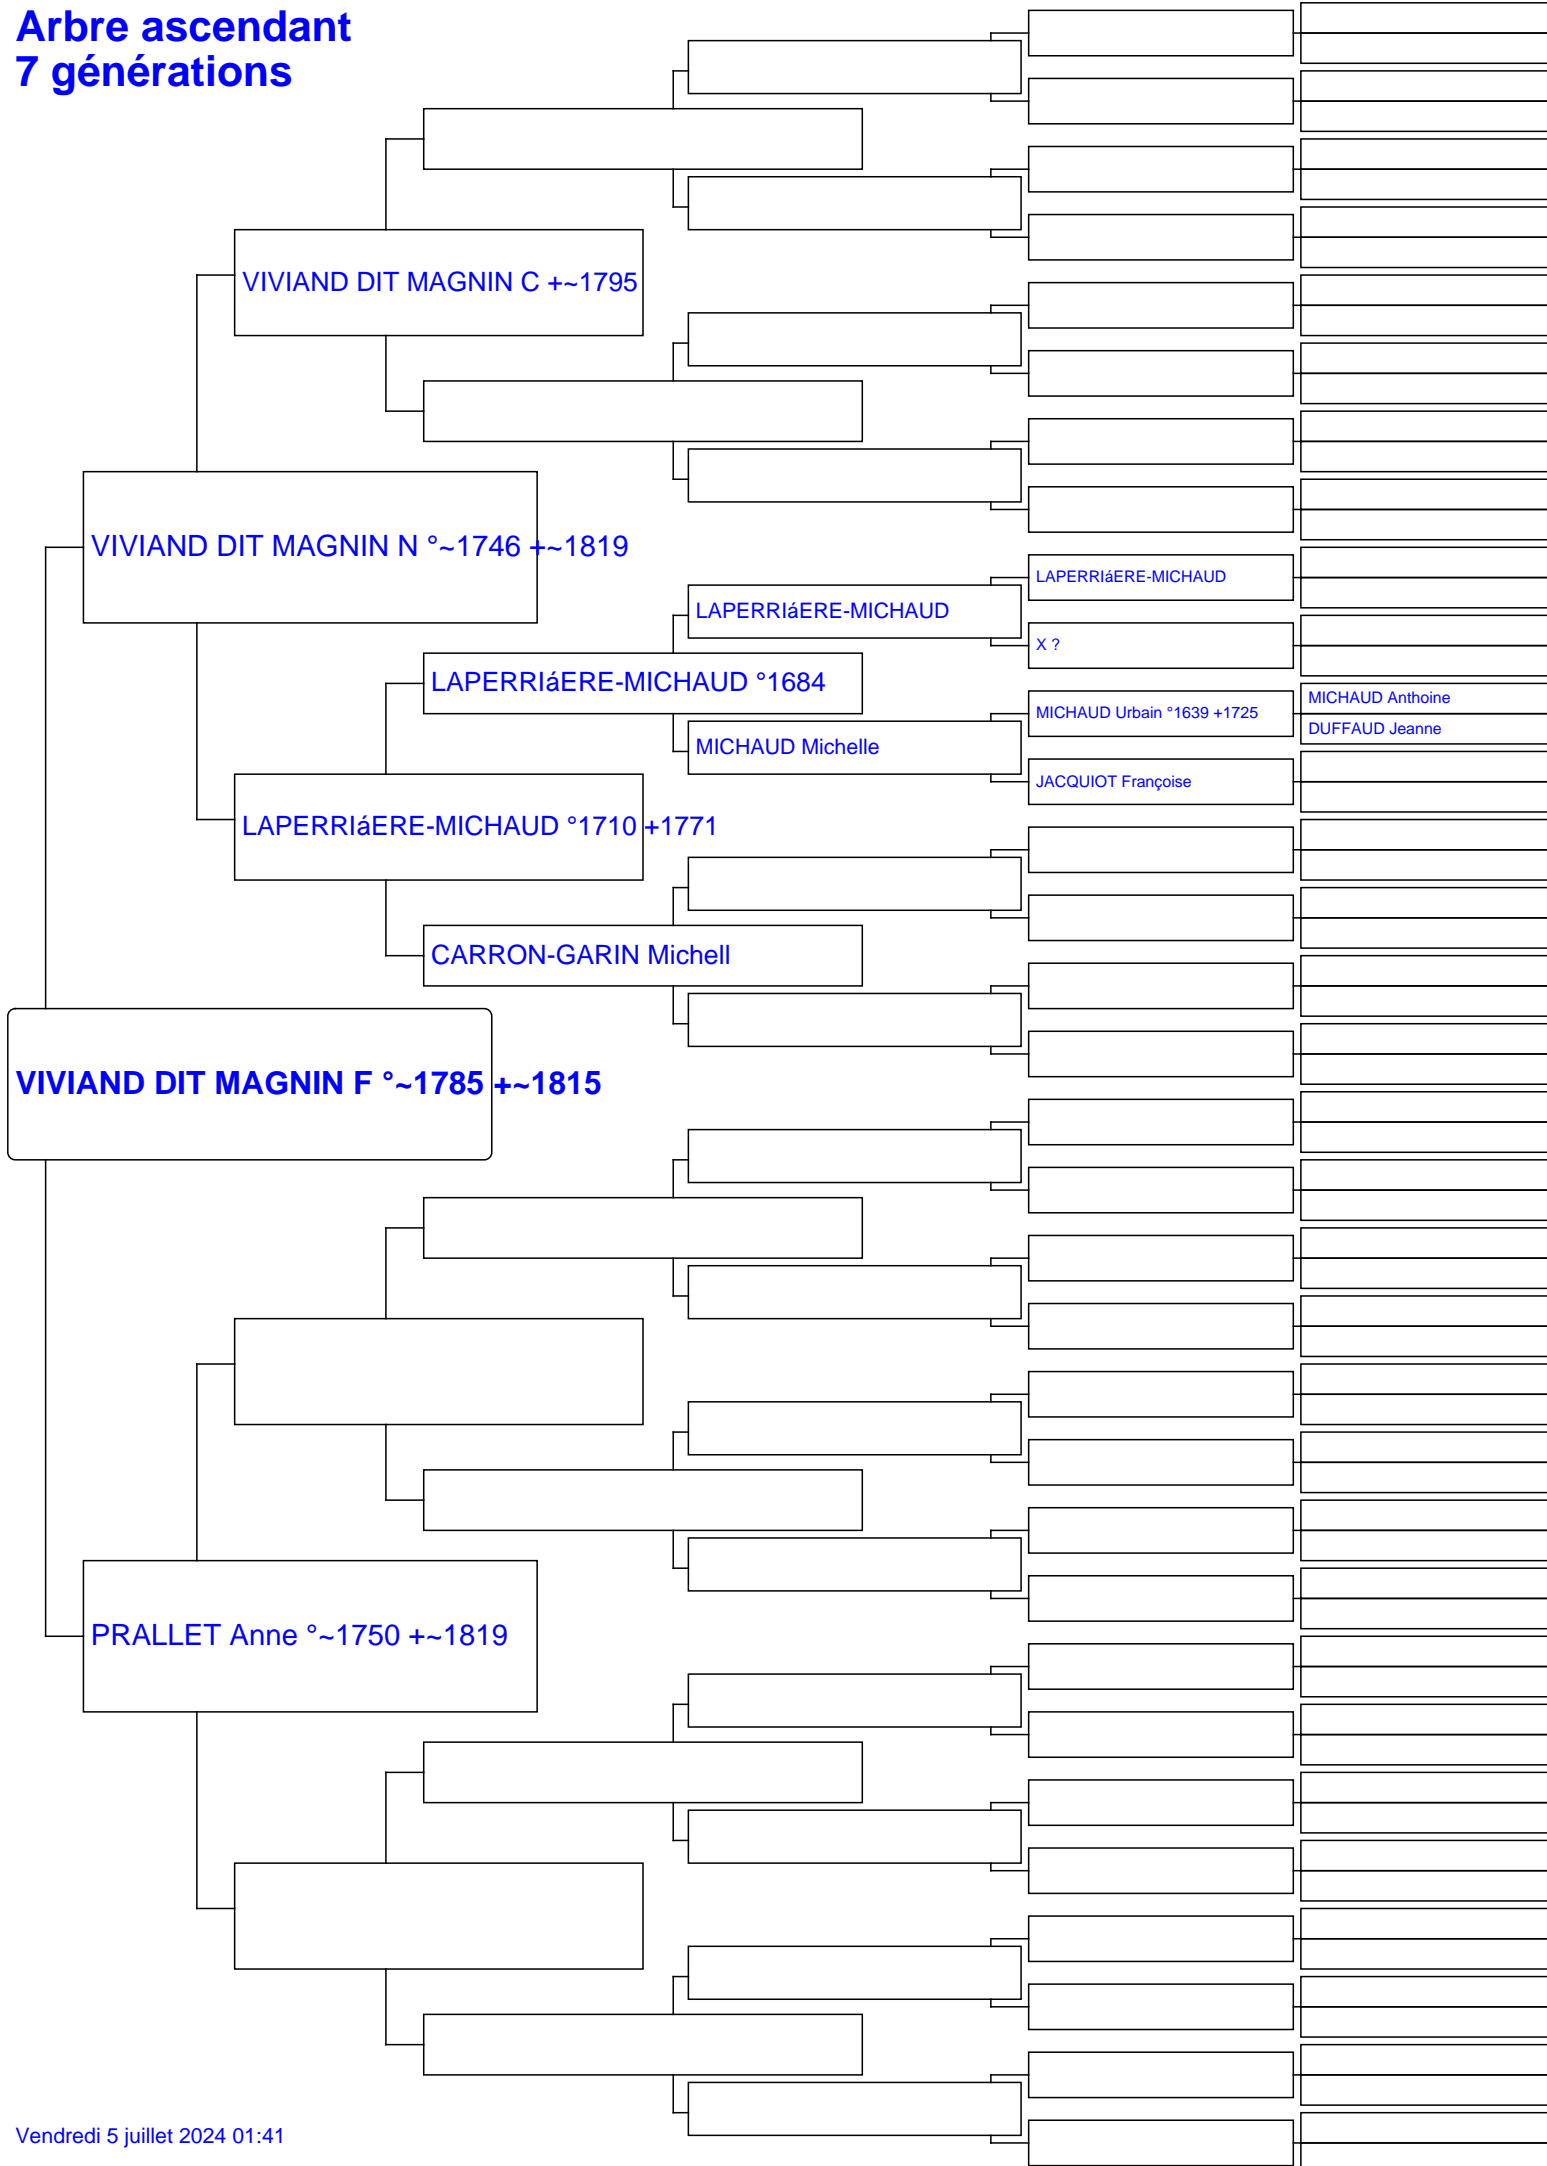 Arbre ascendant
7 générations
VIVIAND DIT MAGNIN C +~1795
VIVIAND DIT MAGNIN N °~1746 +~1819
LAPERRIáERE-MICHAUD
LAPERRIáERE-MICHAUD
X ?
LAPERRIáERE-MICHAUD °1684
MICHAUD Anthoine
MICHAUD Urbain °1639 +1725
DUFFAUD Jeanne
MICHAUD Michelle
JACQUIOT Françoise
LAPERRIáERE-MICHAUD °1710 +1771
CARRON-GARIN Michell
VIVIAND DIT MAGNIN F °~1785 +~1815
PRALLET Anne °~1750 +~1819
Vendredi 5 juillet 2024 01:41